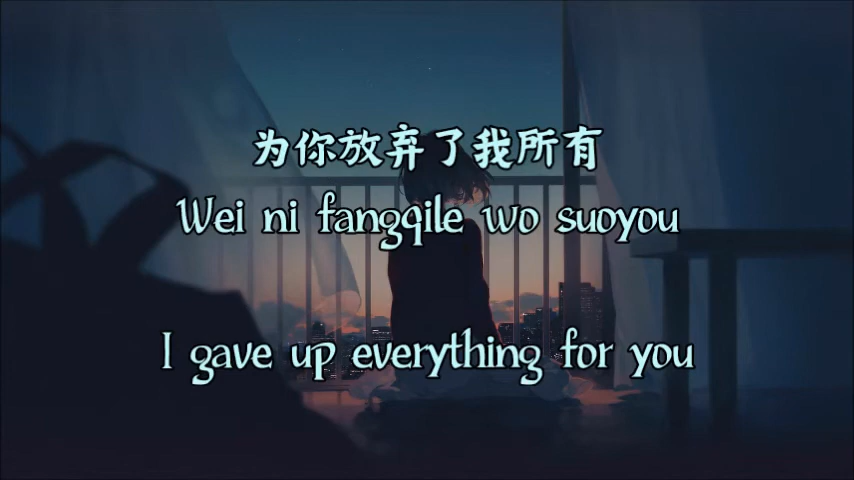 为你放弃了我所有
Wei ni fangqile wo suoyou
I gave up everything for you